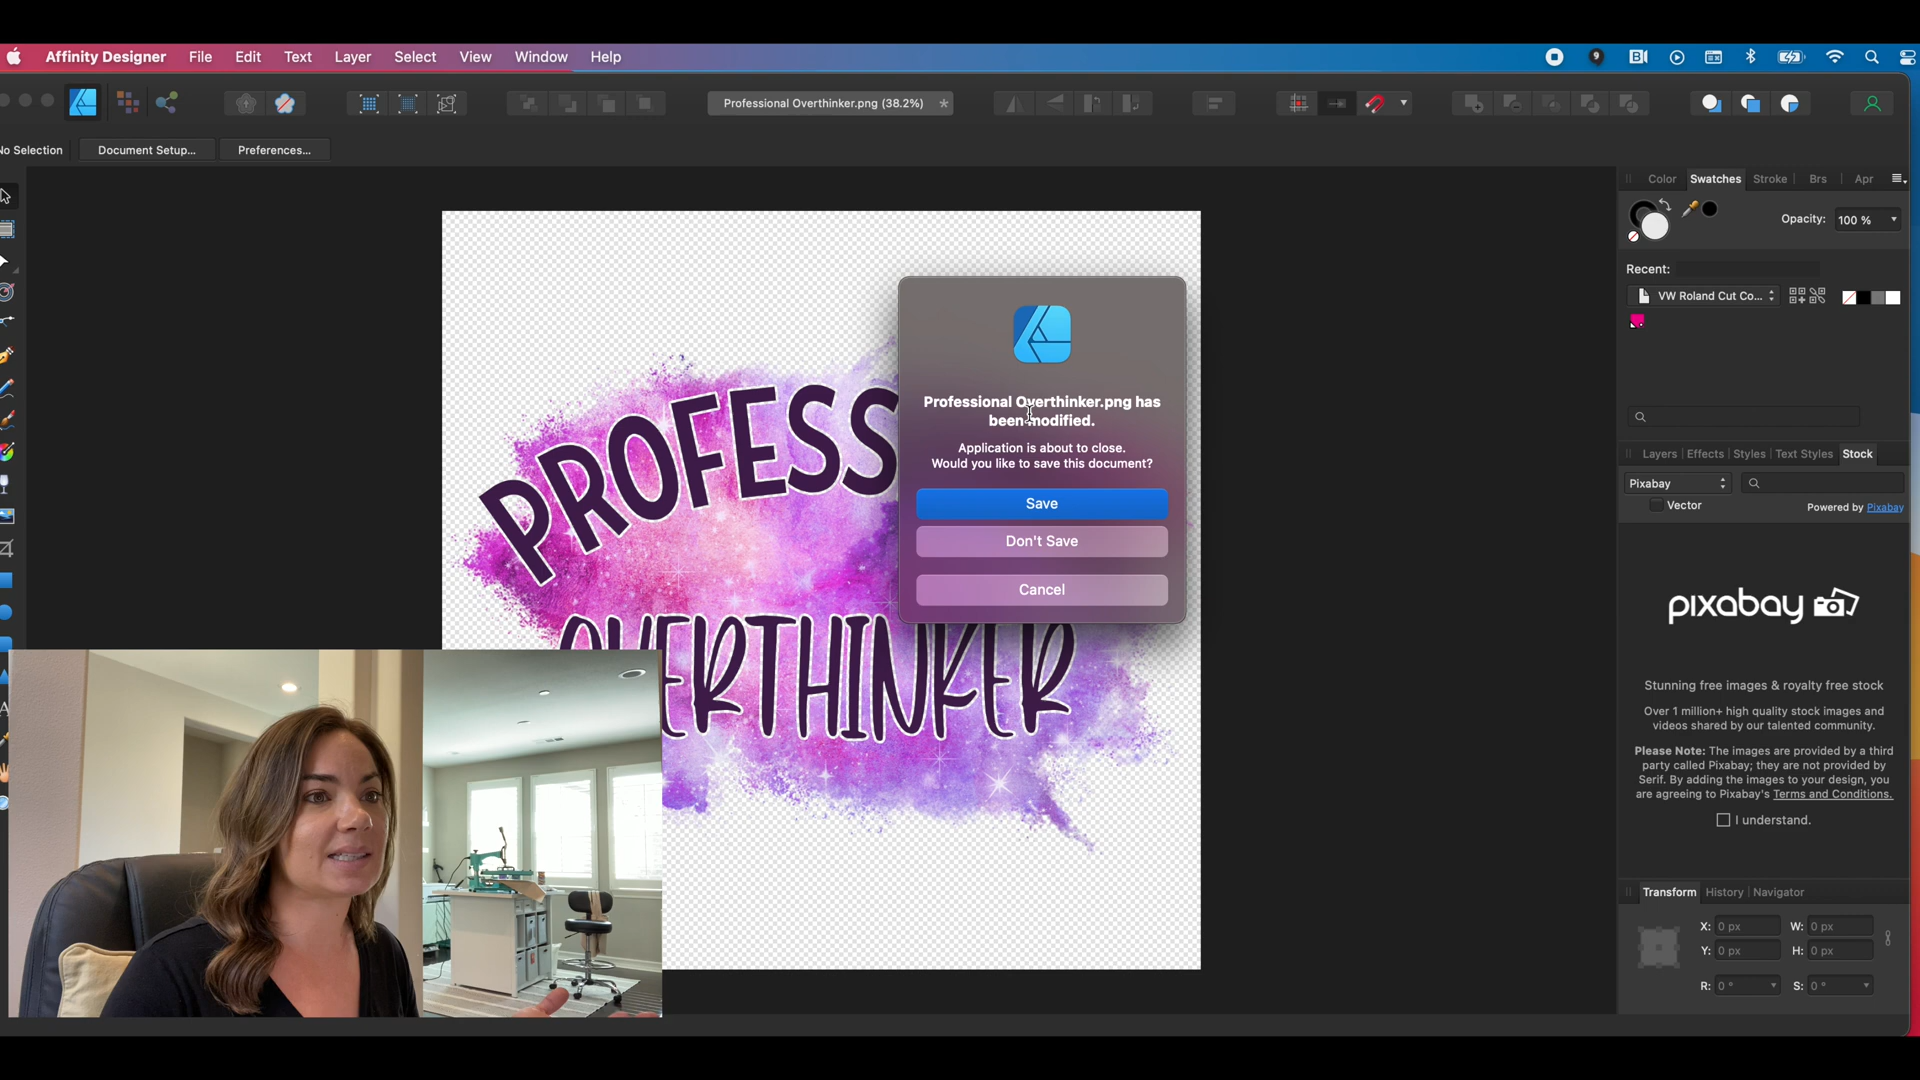 Affinity Designer File Edit Text Layer Select View Window Help
Professional Overthinker.png (38.2%) *
No Selection Document Setup... Preferences...
Color Swatches Stroke Brs Apr
Opacity: 100 %
Recent:
VW Roland Cut Co...
Layers Effects Styles Text Styles Stock
Pixabay
Vector
Powered by Pixabay
pixabay
Stunning free images & royalty free stock
Over 1 million+ high quality stock images and
videos shared by our talented community.
Please Note: The images are provided by a third
party called Pixabay; they are not provided by
Serif. By adding the images to your design, you
are agreeing to Pixabay's Terms and Conditions.
I understand.
Transform History Navigator
X: 0 px W: 0 px
Y: 0 px H: 0 px
R: 0 ° S: 0 °
PROFESS
OVERTHINKER
Professional Overthinker.png has
been modified.
Application is about to close.
Would you like to save this document?
Save
Don't Save
Cancel